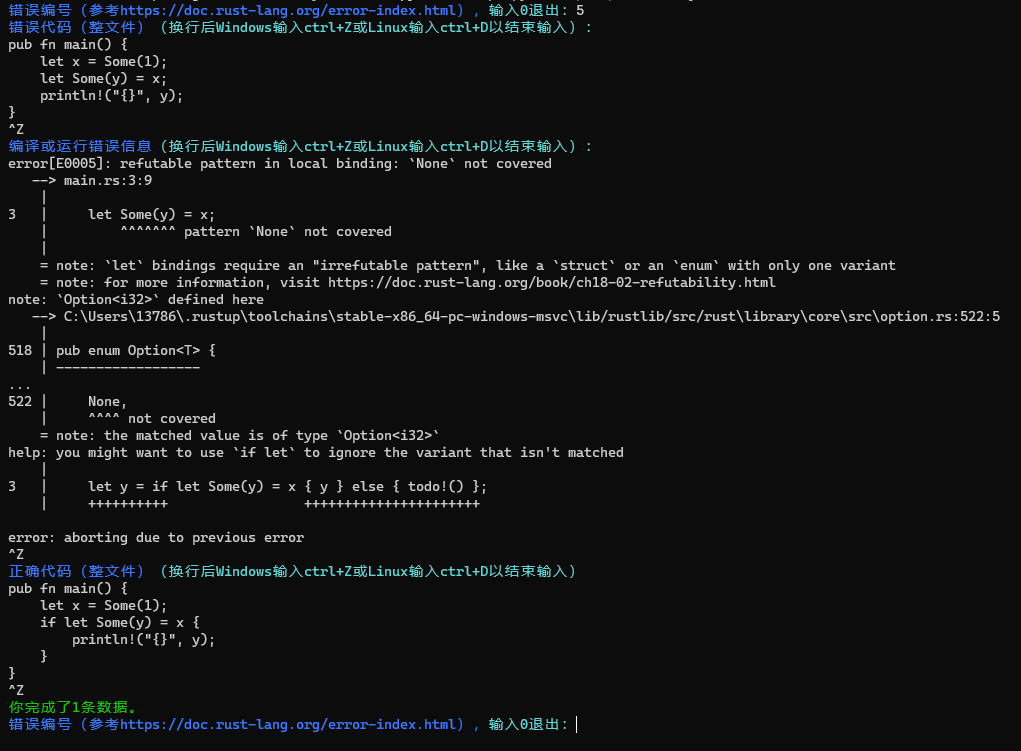 错误编号（参考https://doc.rust-lang.org/error-index.html），输入0退出：5
错误代码（整文件）（换行后Windows输入ctrl+Z或Linux输入ctrl+D以结束输入）：
pub fn main() {
    let x = Some(1);
    let Some(y) = x;
    println!("{}", y);
}
^Z
编译或运行错误信息（换行后Windows输入ctrl+Z或Linux输入ctrl+D以结束输入）：
error[E0005]: refutable pattern in local binding: `None` not covered
   --> main.rs:3:9
    |
3   |     let Some(y) = x;
    |         ^^^^^^^ pattern `None` not covered
    |
    = note: `let` bindings require an "irrefutable pattern", like a `struct` or an `enum` with only one variant
    = note: for more information, visit https://doc.rust-lang.org/book/ch18-02-refutability.html
note: `Option<i32>` defined here
   --> C:\Users\13786\.rustup\toolchains\stable-x86_64-pc-windows-msvc\lib/rustlib/src/rust\library\core\src\option.rs:522:5
    |
518 | pub enum Option<T> {
    | ------------------
...
522 |     None,
    |     ^^^^ not covered
    = note: the matched value is of type `Option<i32>`
help: you might want to use `if let` to ignore the variant that isn't matched
    |
3   |     let y = if let Some(y) = x { y } else { todo!() };
    |     ++++++++++                 ++++++++++++++++++++++

error: aborting due to previous error
^Z
正确代码（整文件）（换行后Windows输入ctrl+Z或Linux输入ctrl+D以结束输入）
pub fn main() {
    let x = Some(1);
    if let Some(y) = x {
        println!("{}", y);
    }
}
^Z
你完成了1条数据。
错误编号（参考https://doc.rust-lang.org/error-index.html），输入0退出：